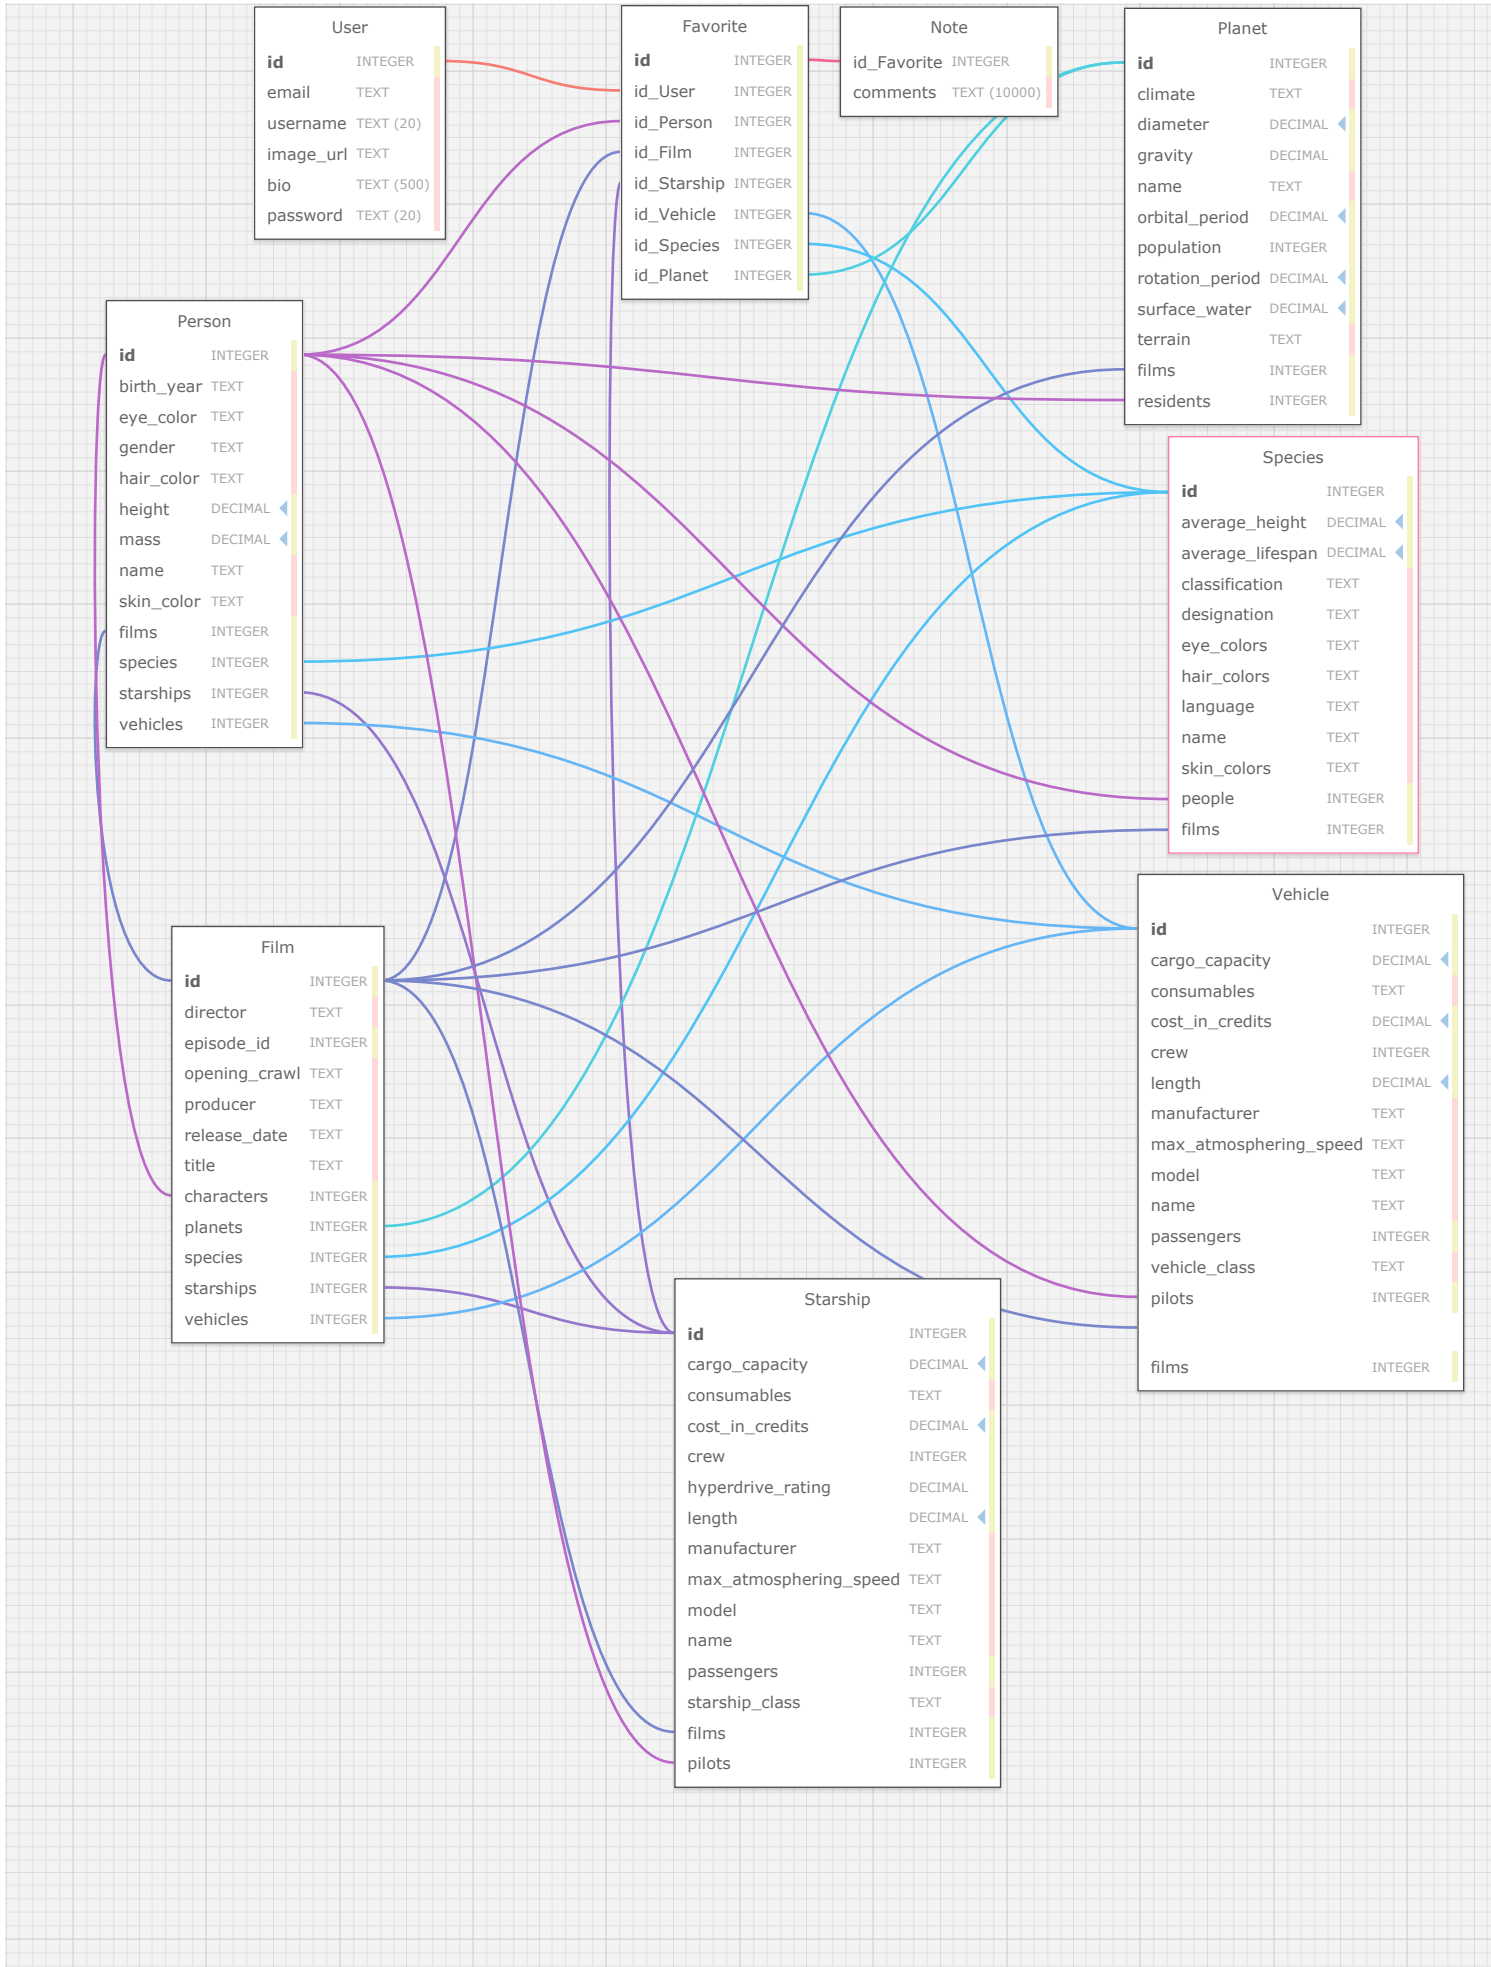 User
id INTEGER
email TEXT
username TEXT (20)
image_url TEXT
bio TEXT (500)
password TEXT (20)
Favorite
id INTEGER
id_User INTEGER
id_Person INTEGER
id_Film INTEGER
id_Starship INTEGER
id_Vehicle INTEGER
id_Species INTEGER
id_Planet INTEGER
Note
id_Favorite INTEGER
comments TEXT (10000)
Planet
id INTEGER
climate TEXT
diameter DECIMAL
gravity DECIMAL
name TEXT
orbital_period DECIMAL
population INTEGER
rotation_period DECIMAL
surface_water DECIMAL
terrain TEXT
films INTEGER
residents INTEGER
Person
id INTEGER
birth_year TEXT
eye_color TEXT
gender TEXT
hair_color TEXT
height DECIMAL
mass DECIMAL
name TEXT
skin_color TEXT
films INTEGER
species INTEGER
starships INTEGER
vehicles INTEGER
Species
id INTEGER
average_height DECIMAL
average_lifespan DECIMAL
classification TEXT
designation TEXT
eye_colors TEXT
hair_colors TEXT
language TEXT
name TEXT
skin_colors TEXT
people INTEGER
films INTEGER
Vehicle
id INTEGER
cargo_capacity DECIMAL
consumables TEXT
cost_in_credits DECIMAL
crew INTEGER
length DECIMAL
manufacturer TEXT
max_atmosphering_speed TEXT
model TEXT
name TEXT
passengers INTEGER
vehicle_class TEXT
pilots INTEGER
films INTEGER
Film
id INTEGER
director TEXT
episode_id INTEGER
opening_crawl TEXT
producer TEXT
release_date TEXT
title TEXT
characters INTEGER
planets INTEGER
species INTEGER
starships INTEGER
vehicles INTEGER
Starship
id INTEGER
cargo_capacity DECIMAL
consumables TEXT
cost_in_credits DECIMAL
crew INTEGER
hyperdrive_rating DECIMAL
length DECIMAL
manufacturer TEXT
max_atmosphering_speed TEXT
model TEXT
name TEXT
passengers INTEGER
starship_class TEXT
films INTEGER
pilots INTEGER